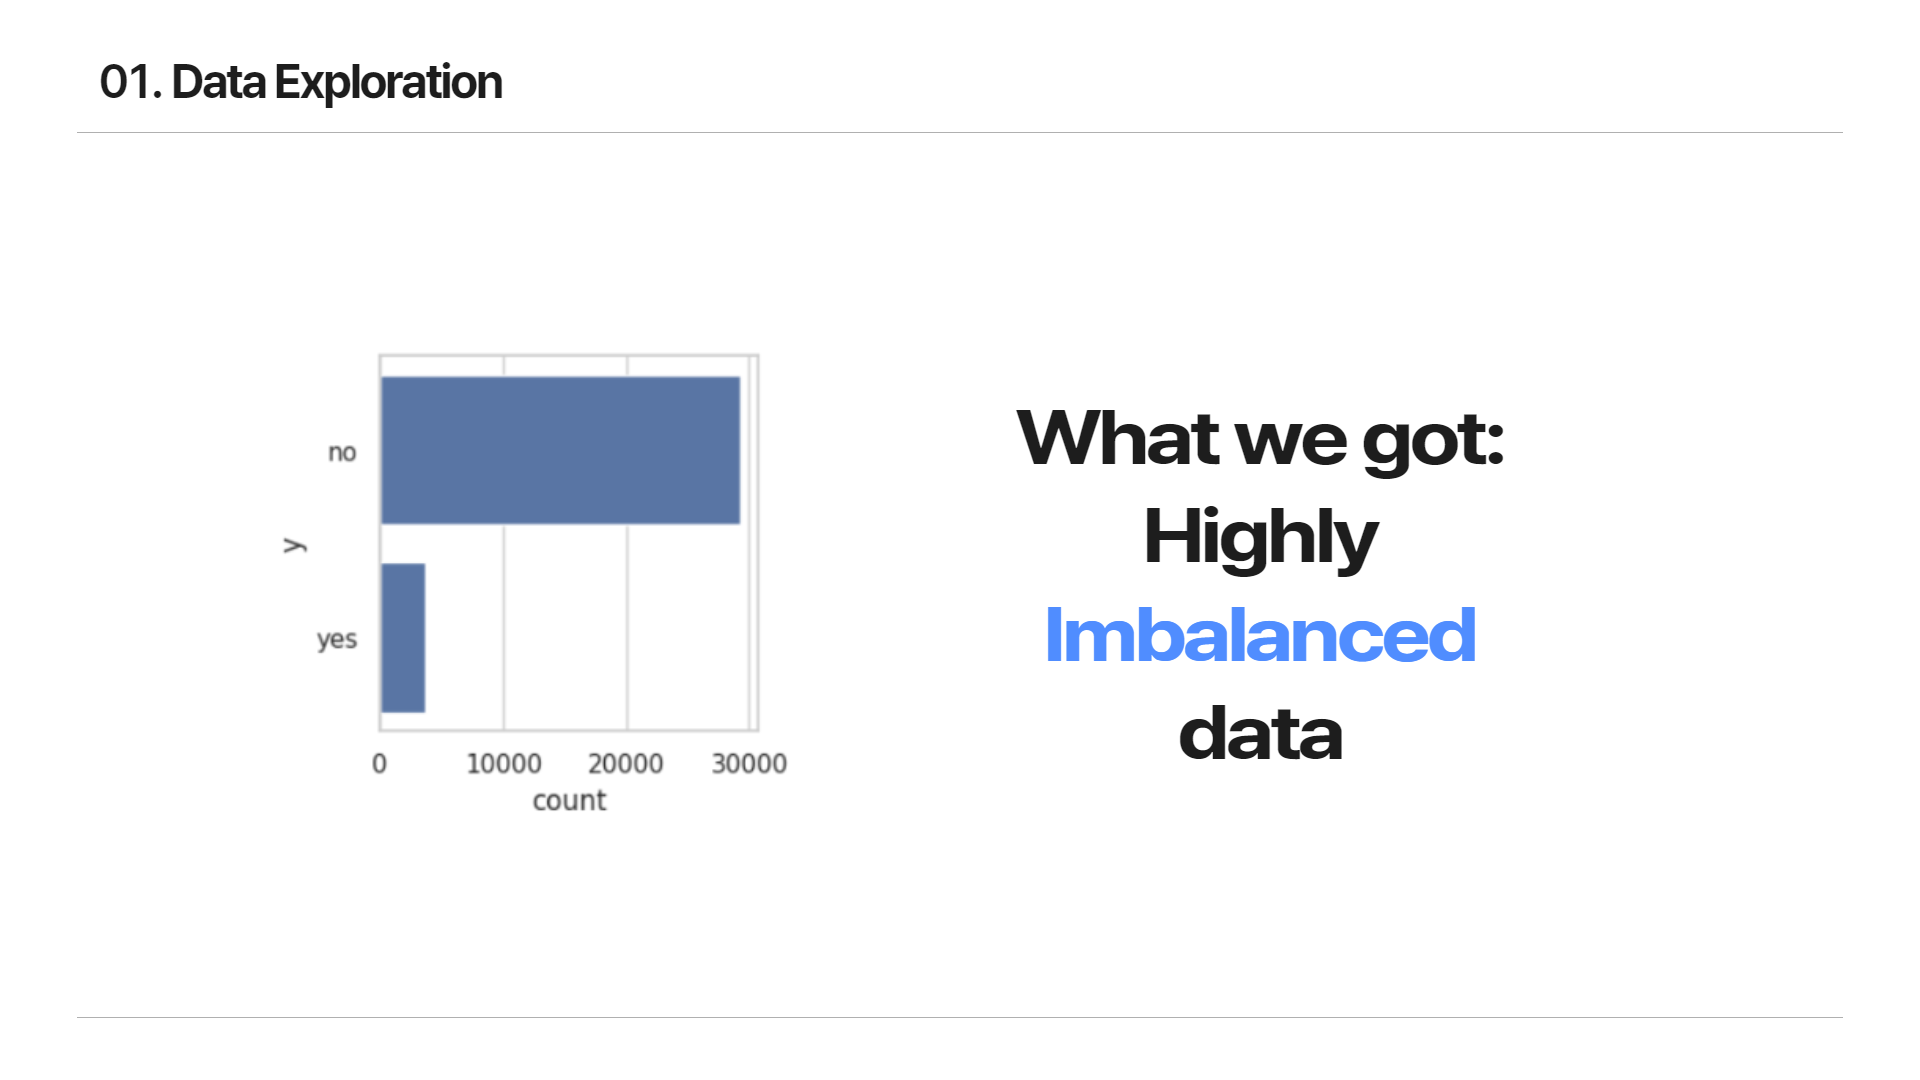 01. Data Exploration
no
y
yes
0 10000 20000 30000
count
What we got:
Highly
Imbalanced
data